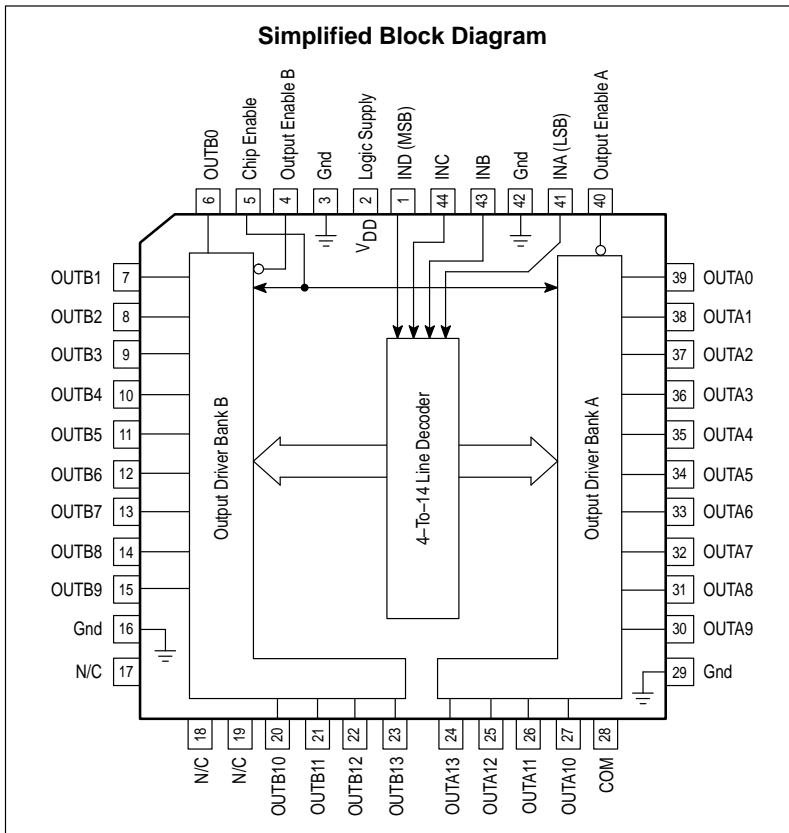 Simplified Block Diagram
OUTB0
Chip Enable
Output Enable B
Gnd
Logic Supply
IND (MSB)
INC
INB
Gnd
INA (LSB)
Output Enable A
6
5
4
3
2
1
44
43
42
41
40
VDD
OUTB1 7
OUTB2 8
OUTB3 9
OUTB4 10
OUTB5 11
OUTB6 12
OUTB7 13
OUTB8 14
OUTB9 15
Gnd 16
N/C 17
Output Driver Bank B
4–To–14 Line Decoder
Output Driver Bank A
39 OUTA0
38 OUTA1
37 OUTA2
36 OUTA3
35 OUTA4
34 OUTA5
33 OUTA6
32 OUTA7
31 OUTA8
30 OUTA9
29 Gnd
18
19
20
21
22
23
24
25
26
27
28
N/C
N/C
OUTB10
OUTB11
OUTB12
OUTB13
OUTA13
OUTA12
OUTA11
OUTA10
COM